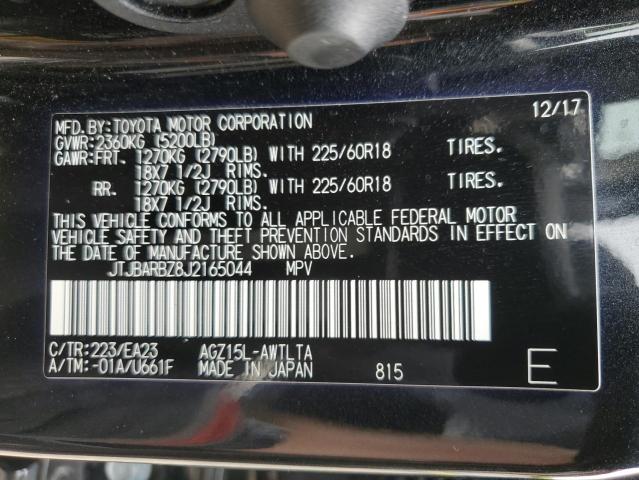 12/17
MFD.BY:TOYOTA MOTOR CORPORATION
GVWR:2360KG (5200LB)
GAWR:FRT. 1270KG (2790LB) WITH 225/60R18 TIRES.
18X7 1/2J RIMS.
RR. 1270KG (2790LB) WITH 225/60R18 TIRES.
18X7 1/2J RIMS.
THIS VEHICLE CONFORMS TO ALL APPLICABLE FEDERAL MOTOR
VEHICLE SAFETY AND THEFT PREVENTION STANDARDS IN EFFECT ON
THE DATE OF MANUFACTURE SHOWN ABOVE.
JTJBARBZ8J2165044 MPV
C/TR:223/EA23 AGZ15L-AWTLTA
A/TM:-01A/U661F MADE IN JAPAN 815 E